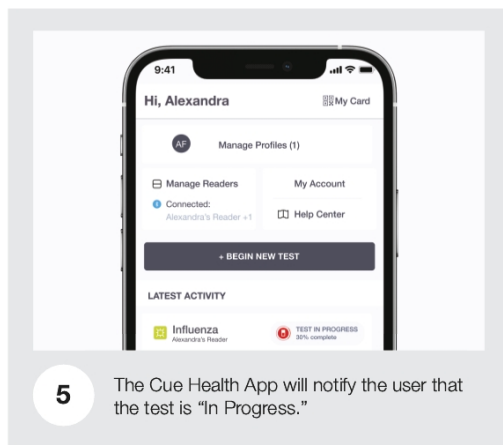 9:41
Hi, Alexandra
My Card
AF
Manage Profiles (1)
Manage Readers
My Account
Connected:
Alexandra's Reader +1
Help Center
+ BEGIN NEW TEST
LATEST ACTIVITY
Influenza
Alexandra's Reader
TEST IN PROGRESS
30% complete
5
The Cue Health App will notify the user that
the test is “In Progress.”